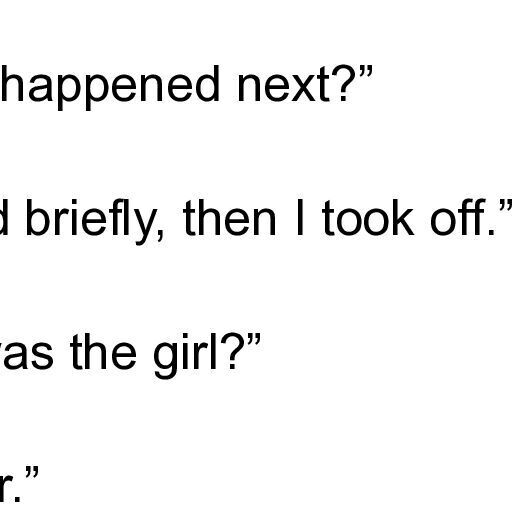 happened next?”
briefly, then I took off.”
the girl?”